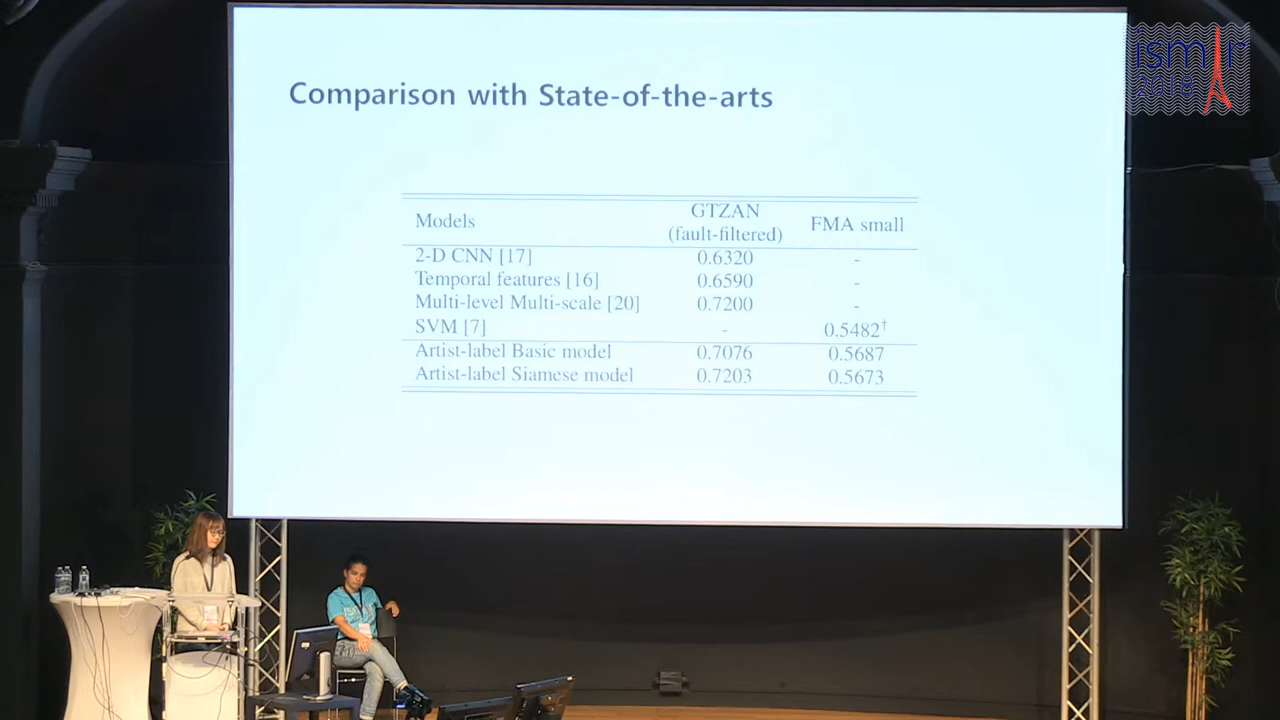 ismir
2018
Comparison with State-of-the-arts
Models GTZAN (fault-filtered) FMA small
2-D CNN [17] 0.6320 -
Temporal features [16] 0.6590 -
Multi-level Multi-scale [20] 0.7200 -
SVM [7] - 0.5482†
Artist-label Basic model 0.7076 0.5687
Artist-label Siamese model 0.7203 0.5673